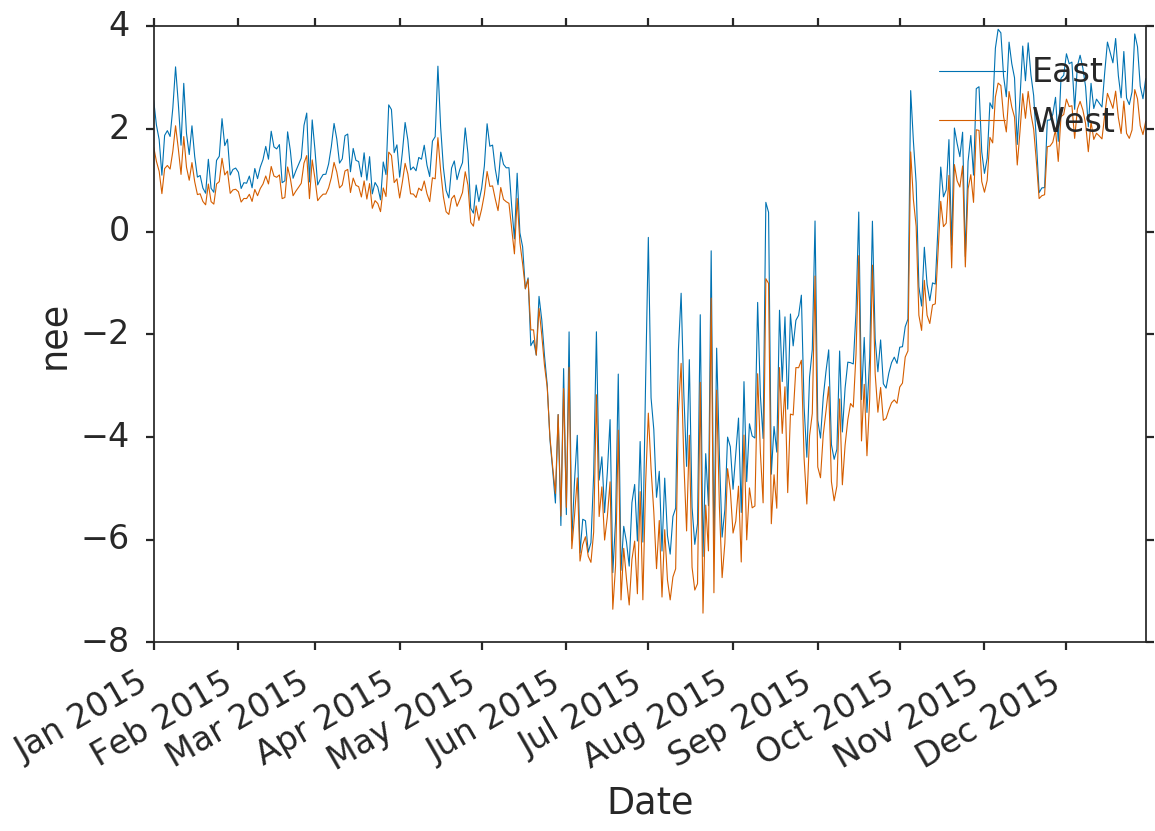 4
2
0
−2
−4
−6
−8
nee
East
West
Jan 2015
Feb 2015
Mar 2015
Apr 2015
May 2015
Jun 2015
Jul 2015
Aug 2015
Sep 2015
Oct 2015
Nov 2015
Dec 2015
Date